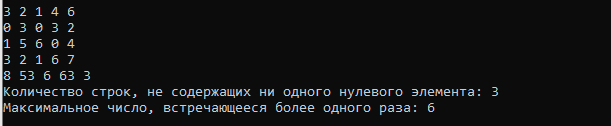 3 2 1 4 6
0 3 0 3 2
1 5 6 0 4
3 2 1 6 7
8 53 6 63 3
Количество строк, не содержащих ни одного нулевого элемента: 3
Максимальное число, встречающееся более одного раза: 6